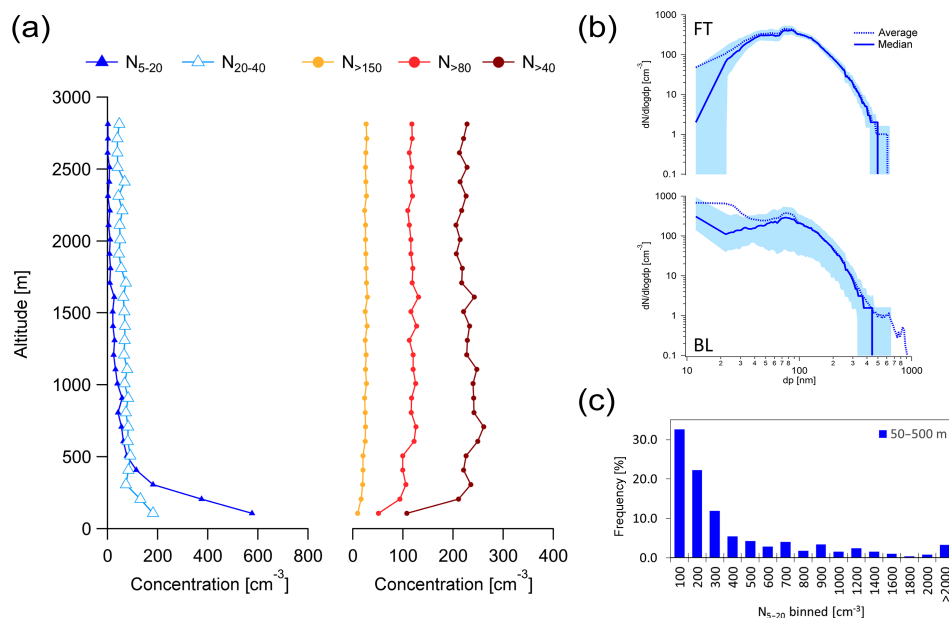 (a)
N5-20
N20-40
N>150
N>80
N>40
3000
2500
2000
1500
1000
500
0
Altitude [m]
0 200 400 600 800
Concentration [cm-3]
0 100 200 300 400
Concentration [cm-3]
(b)
FT
Average
Median
1000
100
10
1
0.1
dN/dlogdp [cm-3]
BL
1000
100
10
1
0.1
dN/dlogdp [cm-3]
10 2 3 4 5 6 7 8 100 2 3 4 5 6 7 8 1000
dp [nm]
(c)
50–500 m
30.0
20.0
10.0
0.0
Frequency [%]
100 200 300 400 500 600 700 800 900 1000 1200 1400 1600 1800 2000 >2000
N5–20 binned [cm-3]